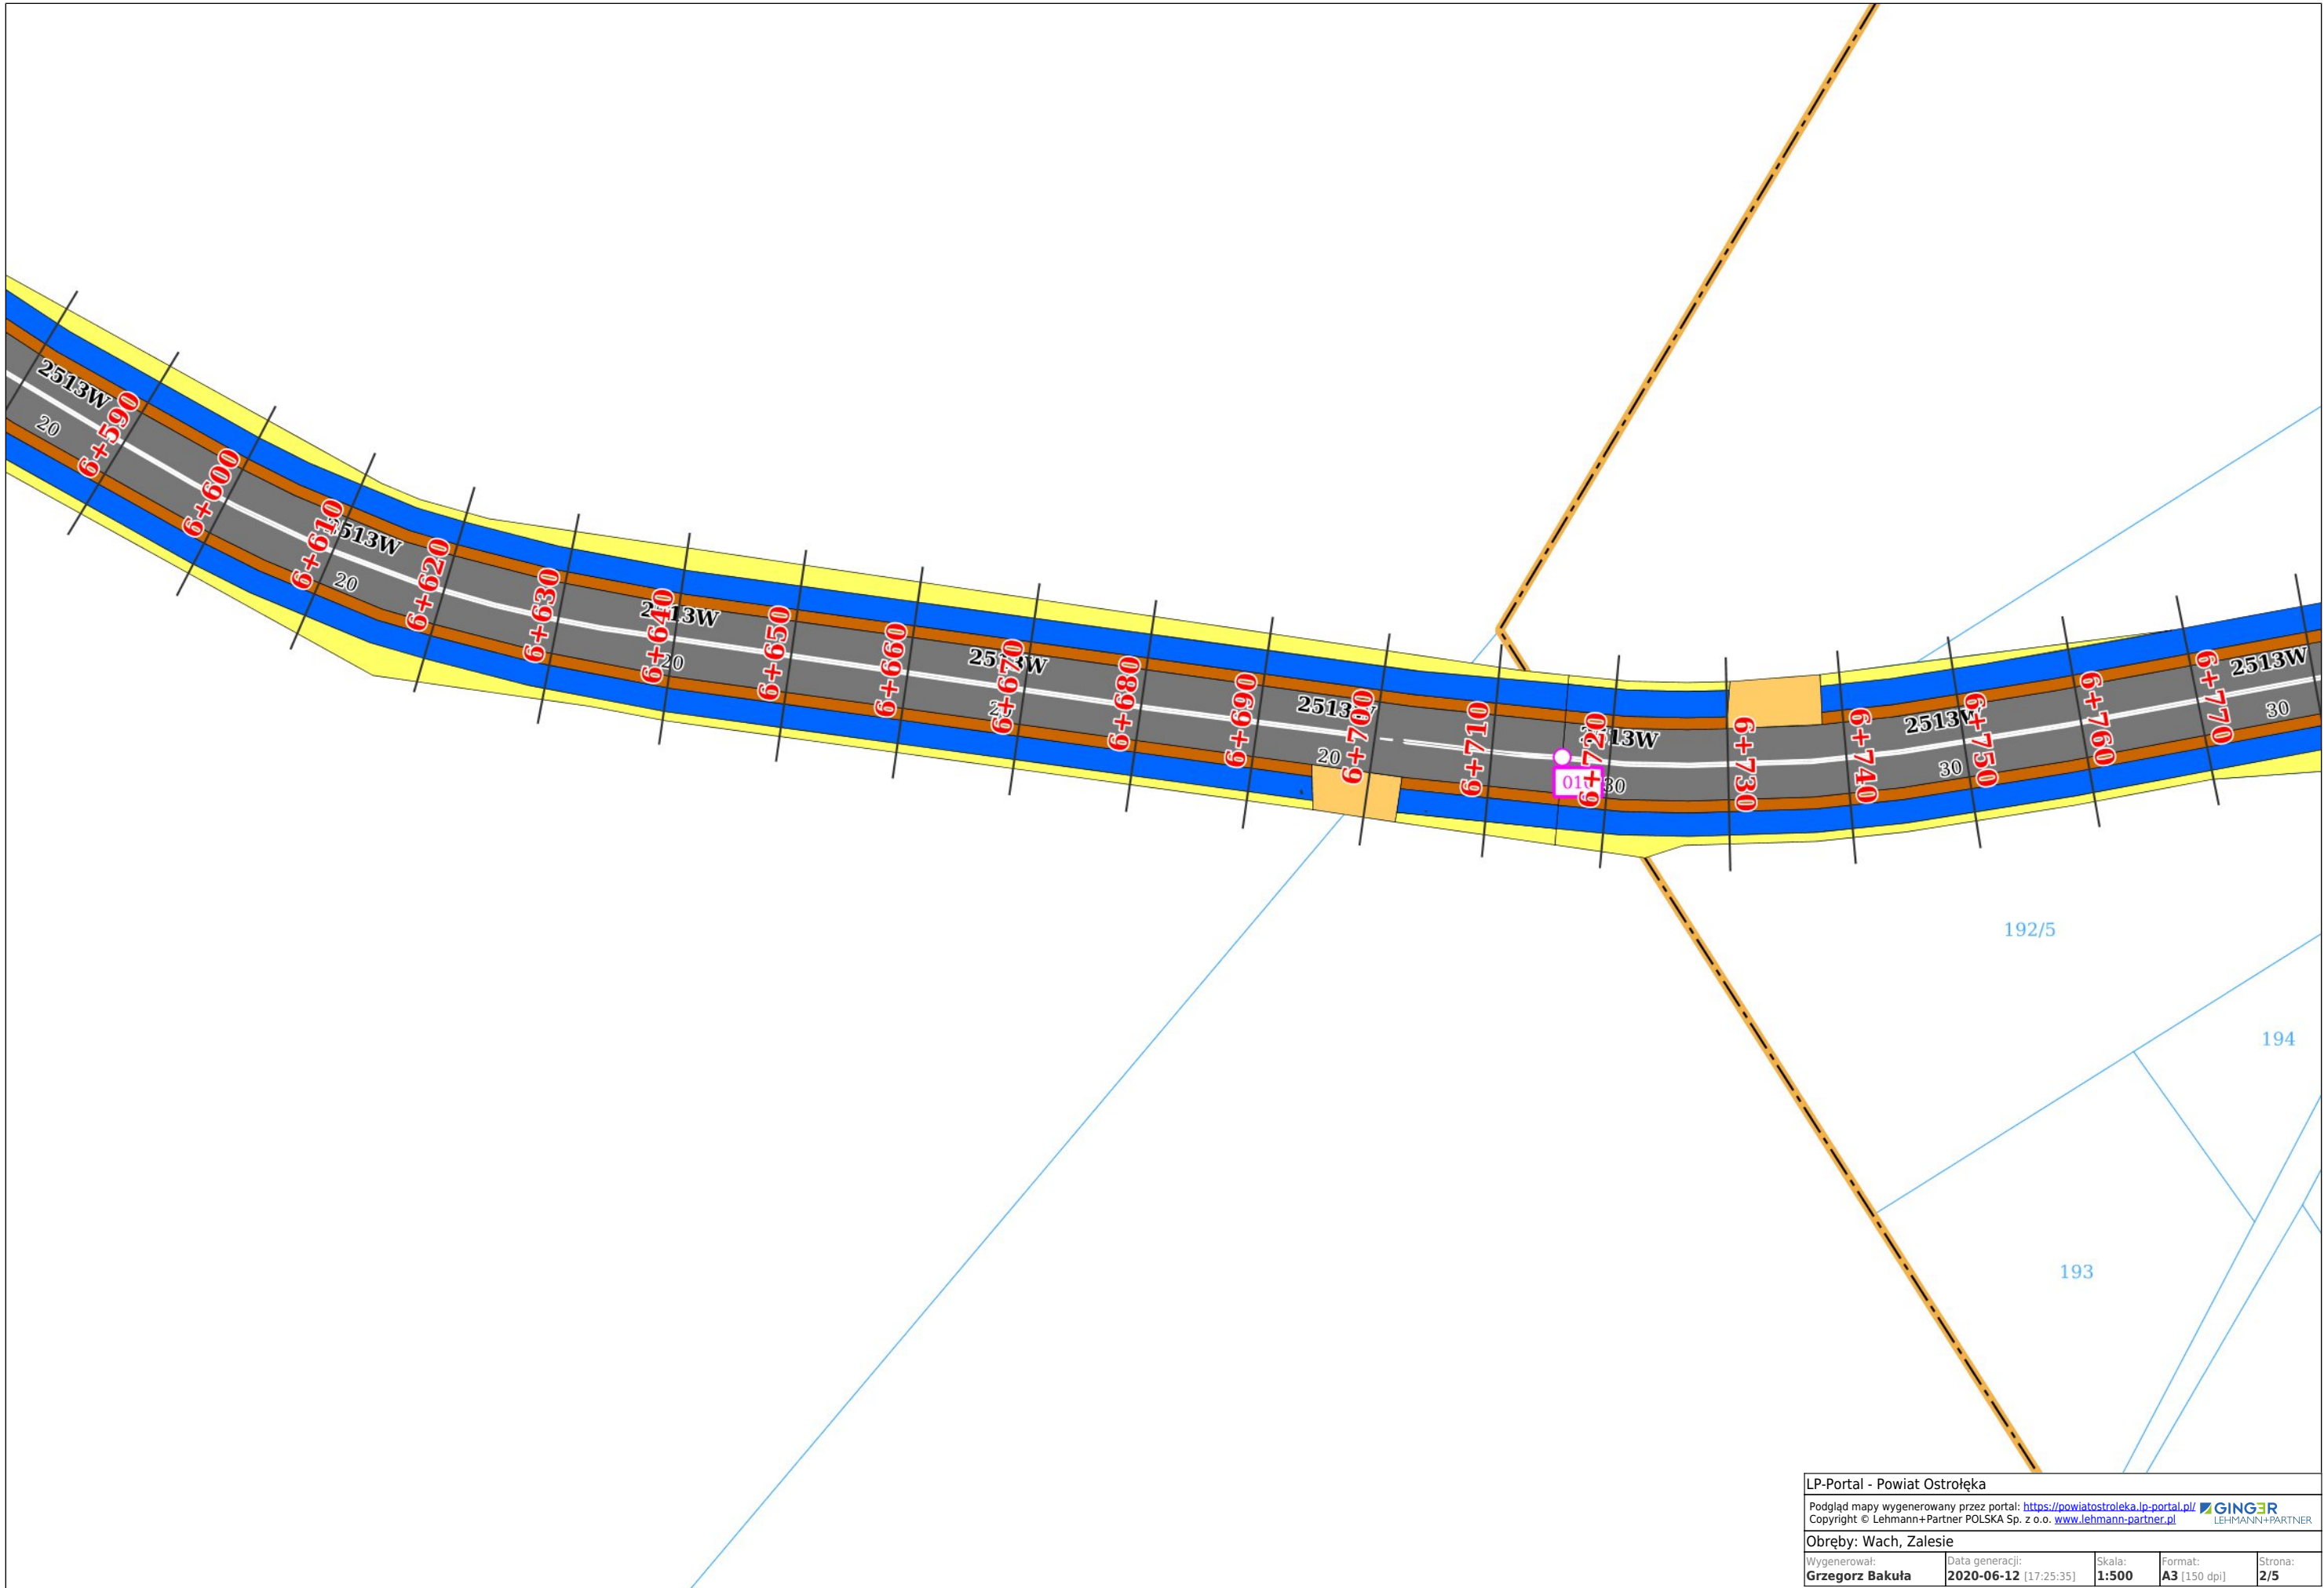 2513W
20
6+590
6+600
6+610
2513W
20
6+620
6+630
6+640
2513W
20
6+650
6+660
2513W
6+670
20
6+680
6+690
2513W
20
6+700
6+710
2513W
6+720
30
6+730
6+740
2513W
30
6+750
6+760
6+770
2513W
30
192/5
194
193
LP-Portal - Powiat Ostrołęka
Podgląd mapy wygenerowany przez portal: https://powiatostroleka.lp-portal.pl/
Copyright © Lehmann+Partner POLSKA Sp. z o.o. www.lehmann-partner.pl
GINGER
LEHMANN+PARTNER
Obręby: Wach, Zalesie
Wygenerował: Data generacji: Skala: Format: Strona:
Grzegorz Bakuła 2020-06-12 [17:25:35] 1:500 A3 [150 dpi] 2/5